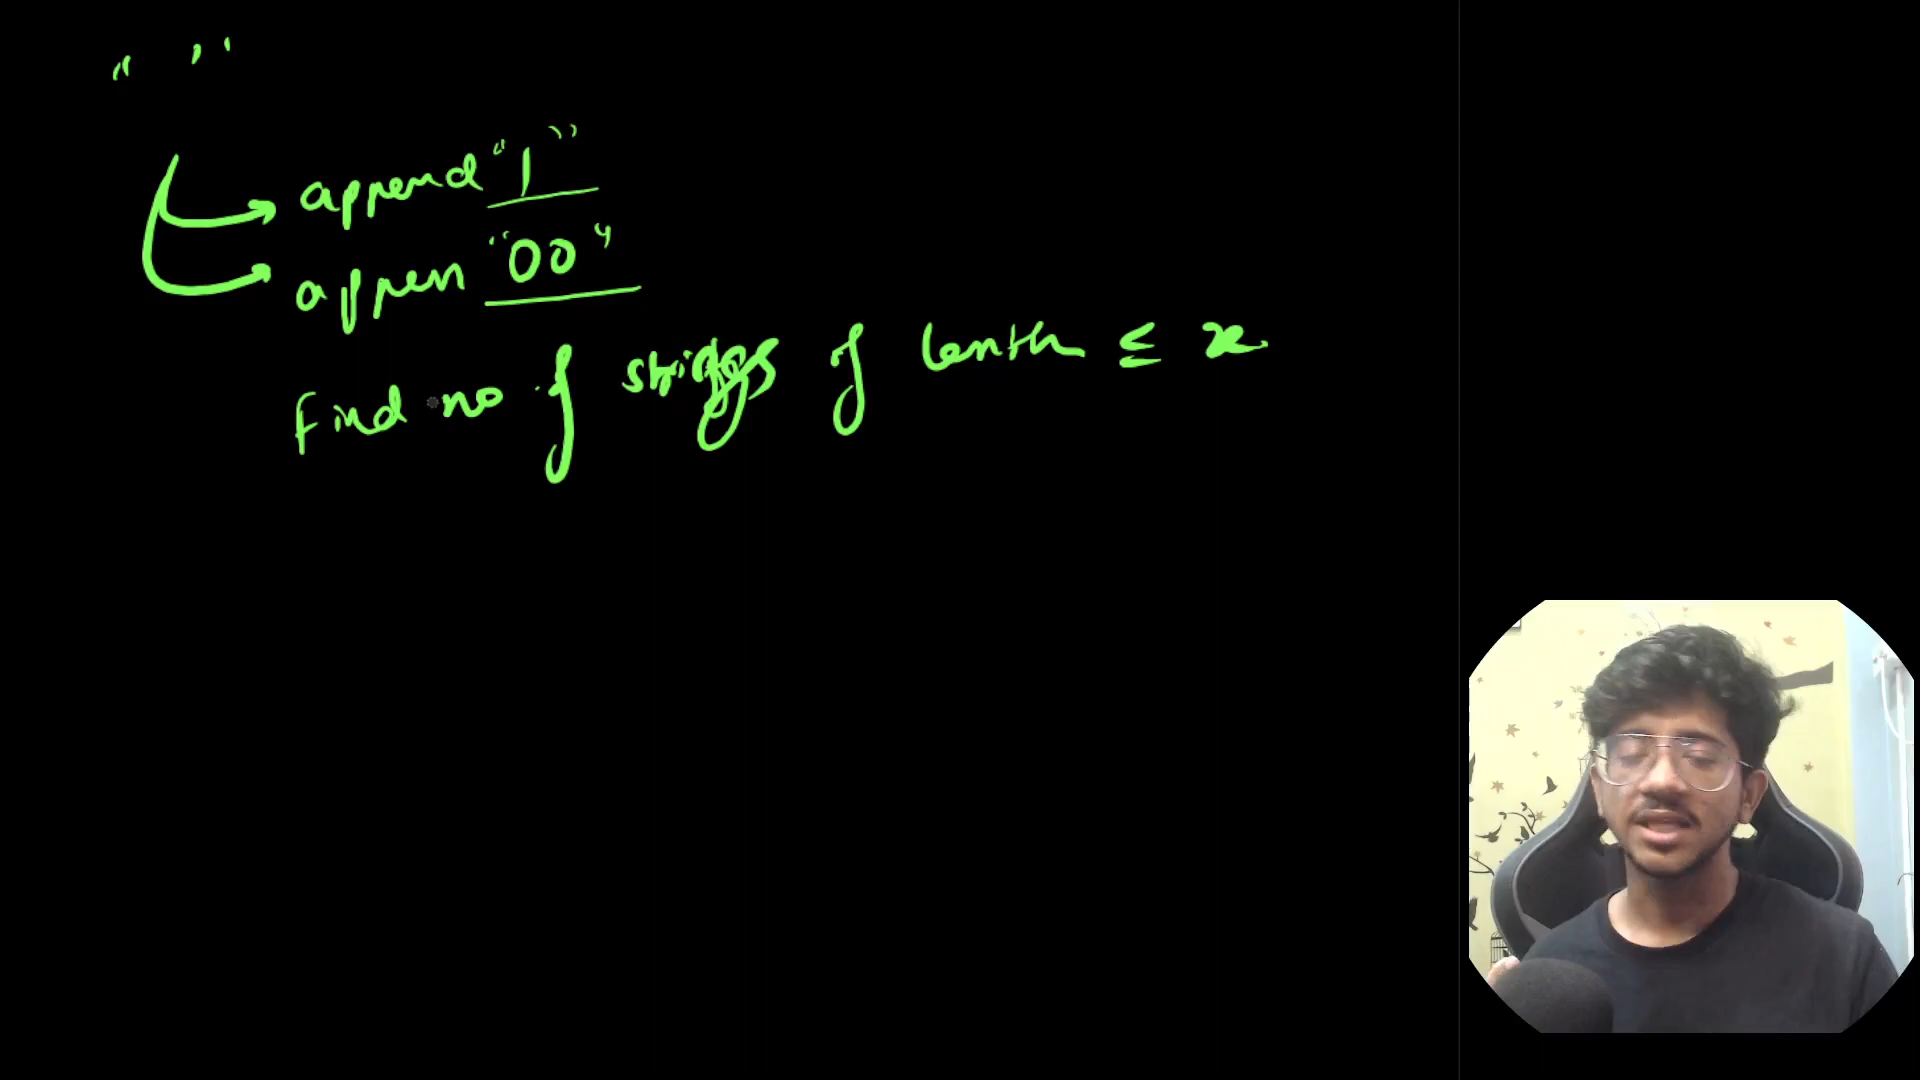 “ ”
append “1”
appen “00”
Find no of strings of lenth ≤ x